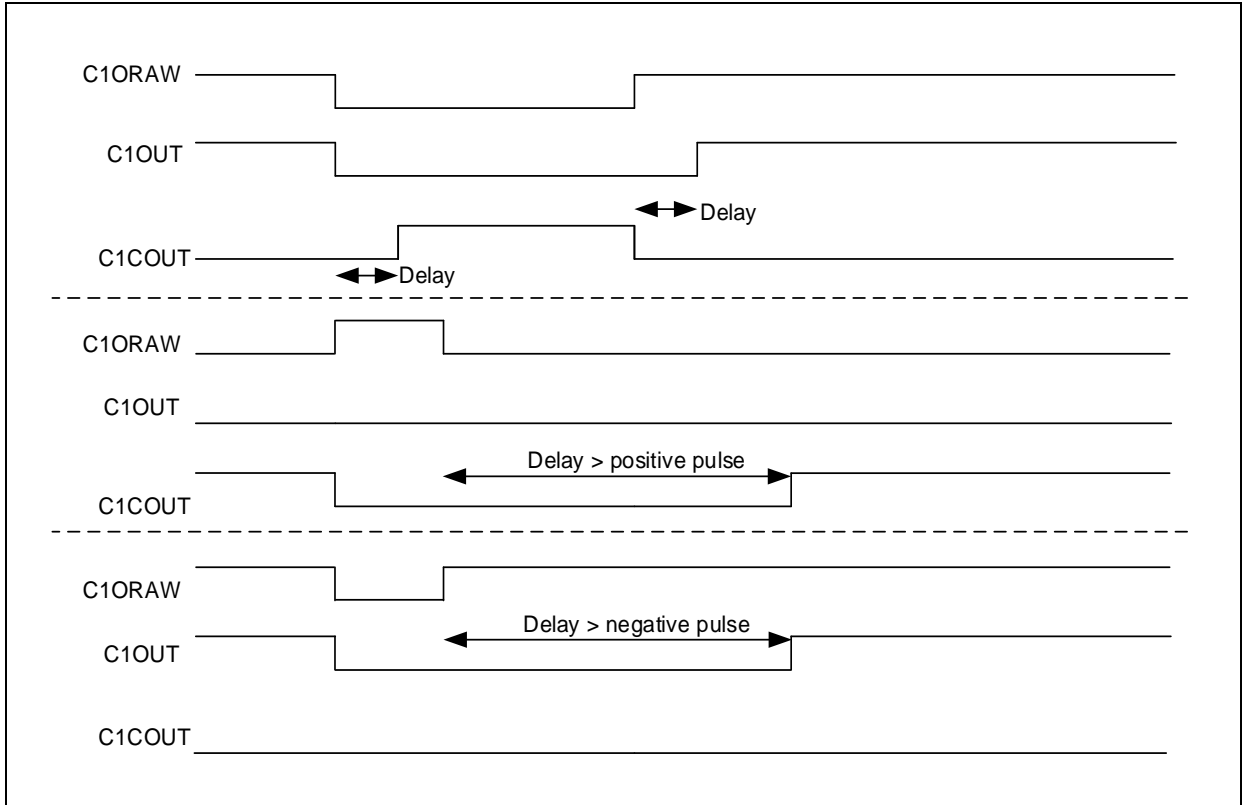 C1ORAW
C1OUT
Delay
C1COUT
Delay
C1ORAW
C1OUT
Delay > positive pulse
C1COUT
C1ORAW
Delay > negative pulse
C1OUT
C1COUT